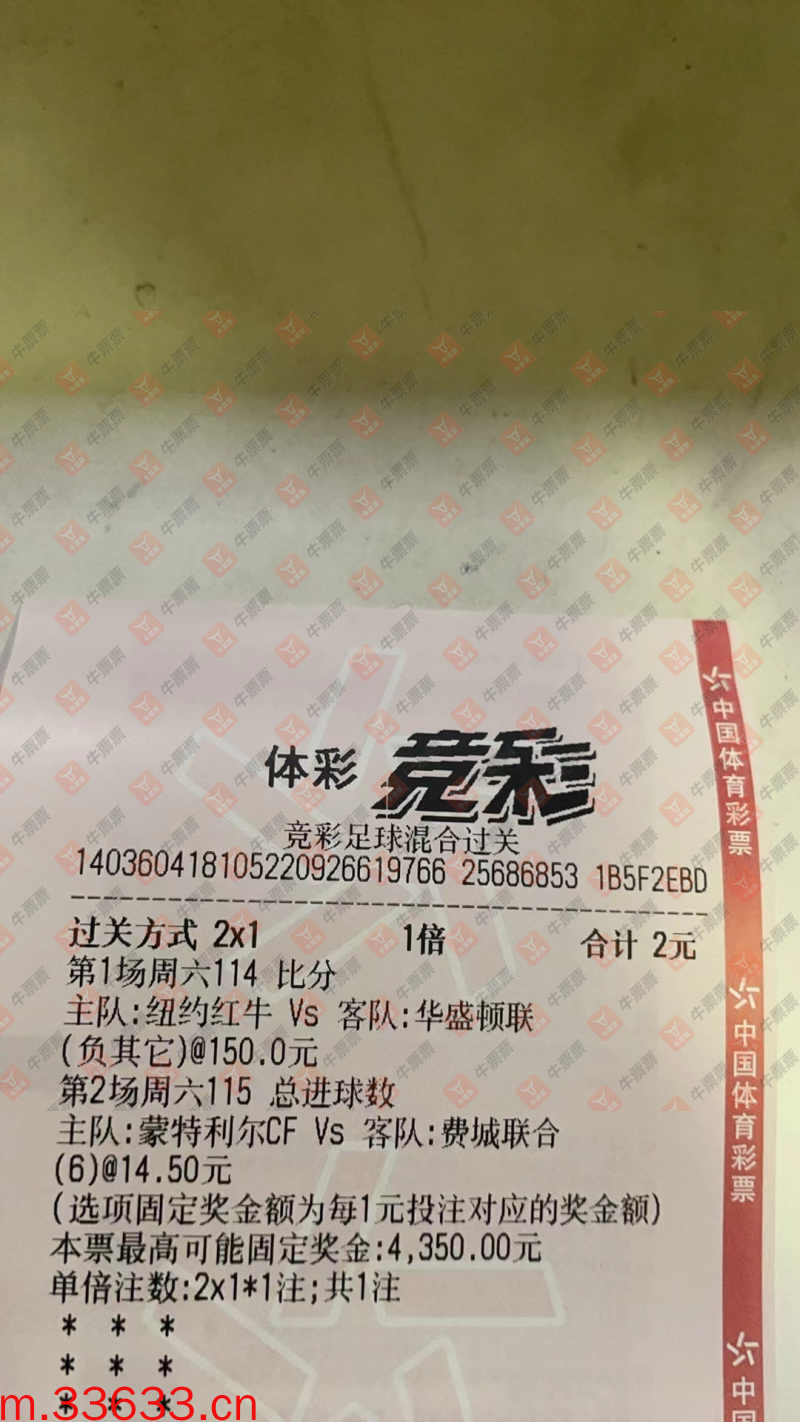 体彩 竞彩
竞彩足球混合过关
140360418105220926619766 25686853 1B5F2EBD
过关方式 2x1 1倍 合计 2元
第1场周六114 比分
主队:纽约红牛 Vs 客队:华盛顿联
(负其它)@150.0元
第2场周六115 总进球数
主队:蒙特利尔CF Vs 客队:费城联合
(6)@14.50元
(选项固定奖金额为每1元投注对应的奖金额)
本票最高可能固定奖金:4,350.00元
单倍注数:2x1*1注;共1注
* * *
* * *
* * *
m.33633.cn
中国体育彩票
中国体育彩票
中国
牛票票